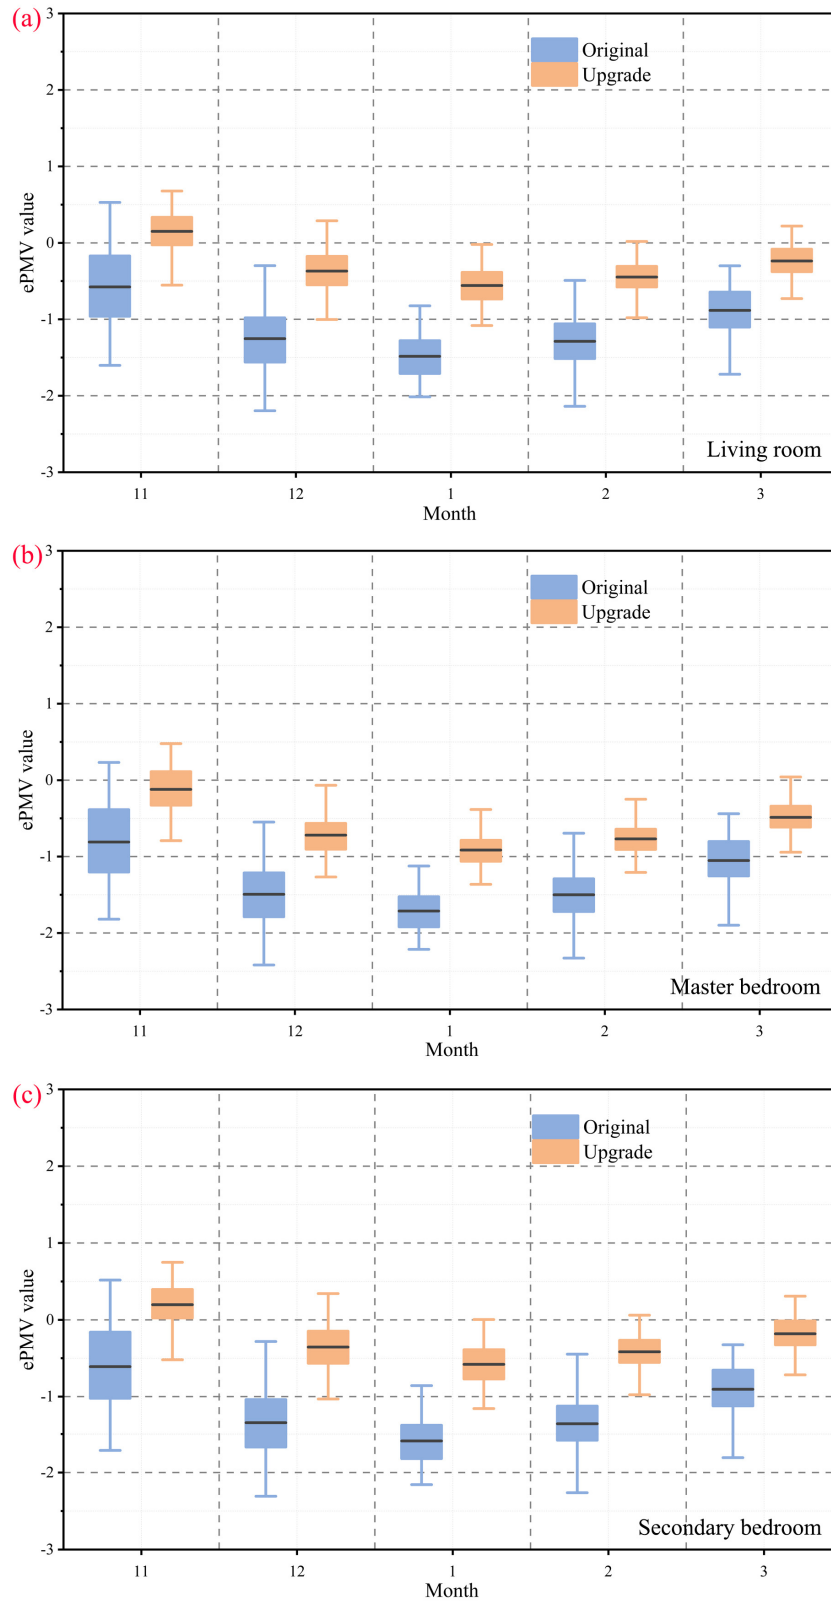 (a)
3
2
1
0
-1
-2
-3
ePMV value
Original
Upgrade
Living room
11 12 1 2 3
Month
(b)
3
2
1
0
-1
-2
-3
ePMV value
Original
Upgrade
Master bedroom
11 12 1 2 3
Month
(c)
3
2
1
0
-1
-2
-3
ePMV value
Original
Upgrade
Secondary bedroom
11 12 1 2 3
Month